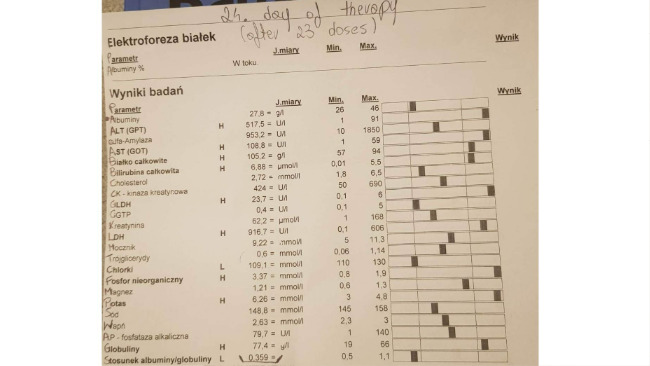 24. day of therapy
(after 23 doses)
Elektroforeza białek
Parametr J.miary Min. Max. Wynik
Albuminy % W toku
Wyniki badań
Parametr J.miary Min. Max. Wynik
Albuminy 27,8 = g/l 26 46
ALT (GPT) H 517,5 = U/l 1 91
alfa-Amylaza 953,2 = U/l 10 1850
AST (GOT) H 108,8 = U/l 1 59
Białko całkowite H 105,2 = g/l 57 94
Bilirubina całkowita H 6,88 = µmol/l 0,01 5,5
Cholesterol 2,72 = mmol/l 1,8 6,5
CK - kinaza kreatynowa 424 = U/l 50 690
GLDH H 23,7 = U/l 0,1 6
GGTP 0,4 = U/l 0,1 5
Kreatynina 62,2 = µmol/l 1 168
LDH H 916,7 = U/l 0,1 606
Mocznik 9,22 = mmol/l 5 11,3
Trójglicerydy 0,6 = mmol/l 0,06 1,14
Chlorki L 109,1 = mmol/l 110 130
Fosfor nieorganiczny H 3,37 = mmol/l 0,8 1,9
Magnez 1,21 = mmol/l 0,6 1,3
Potas H 6,26 = mmol/l 3 4,8
Sód 148,8 = mmol/l 145 158
Wapń 2,63 = mmol/l 2,3 3
AP - fosfataza alkaliczna 79,7 = U/l 1 140
Globuliny H 77,4 = g/l 19 66
Stosunek albuminy/globuliny L 0,359 = 0,5 1,1